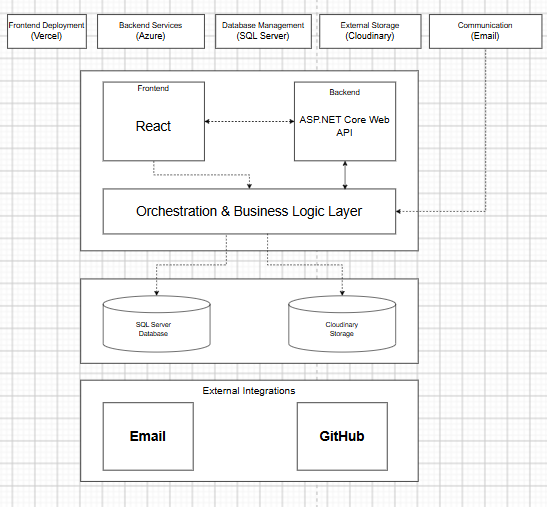 Frontend Deployment
(Vercel)
Backend Services
(Azure)
Database Management
(SQL Server)
External Storage
(Cloudinary)
Communication
(Email)
Frontend
React
Backend
ASP.NET Core Web
API
Orchestration & Business Logic Layer
SQL Server
Database
Cloudinary
Storage
External Integrations
Email
GitHub